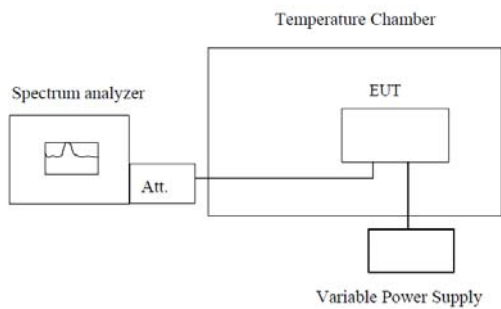 Temperature Chamber
Spectrum analyzer
EUT
Att.
Variable Power Supply